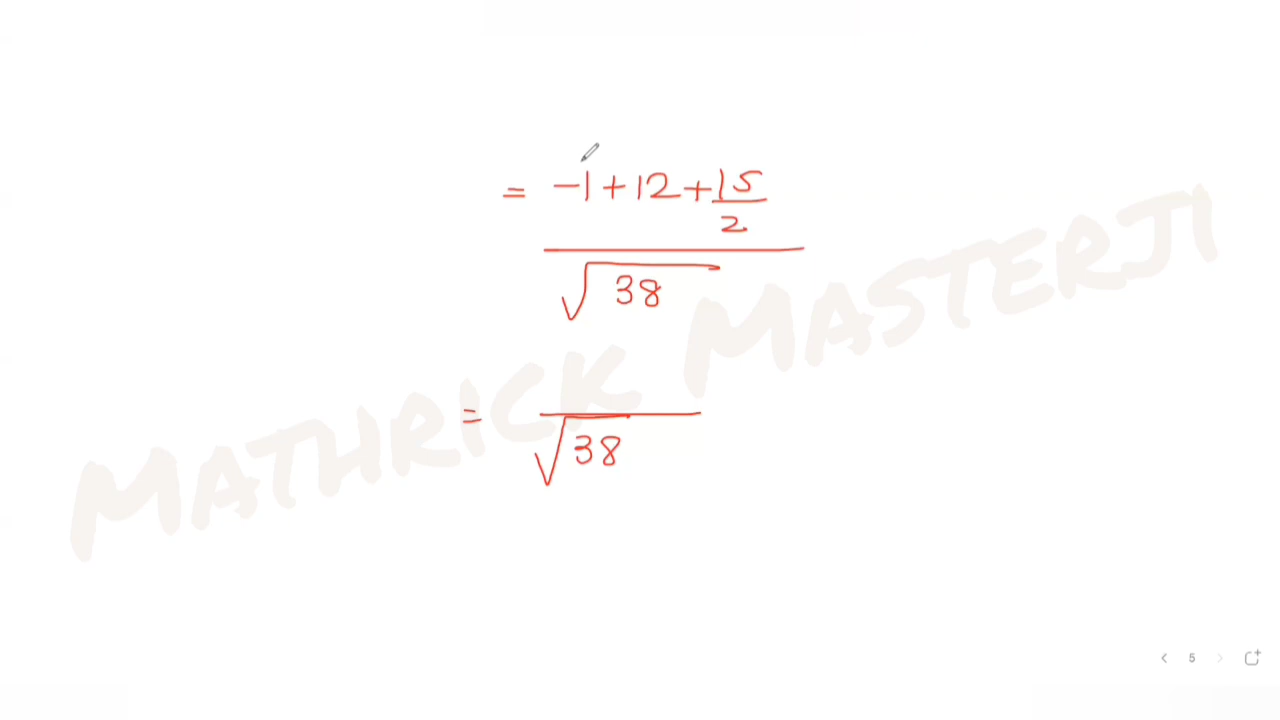 = -1 + 12 + 15/2
√38
= 
√38
MATHRICK MASTERJI
< 5 >